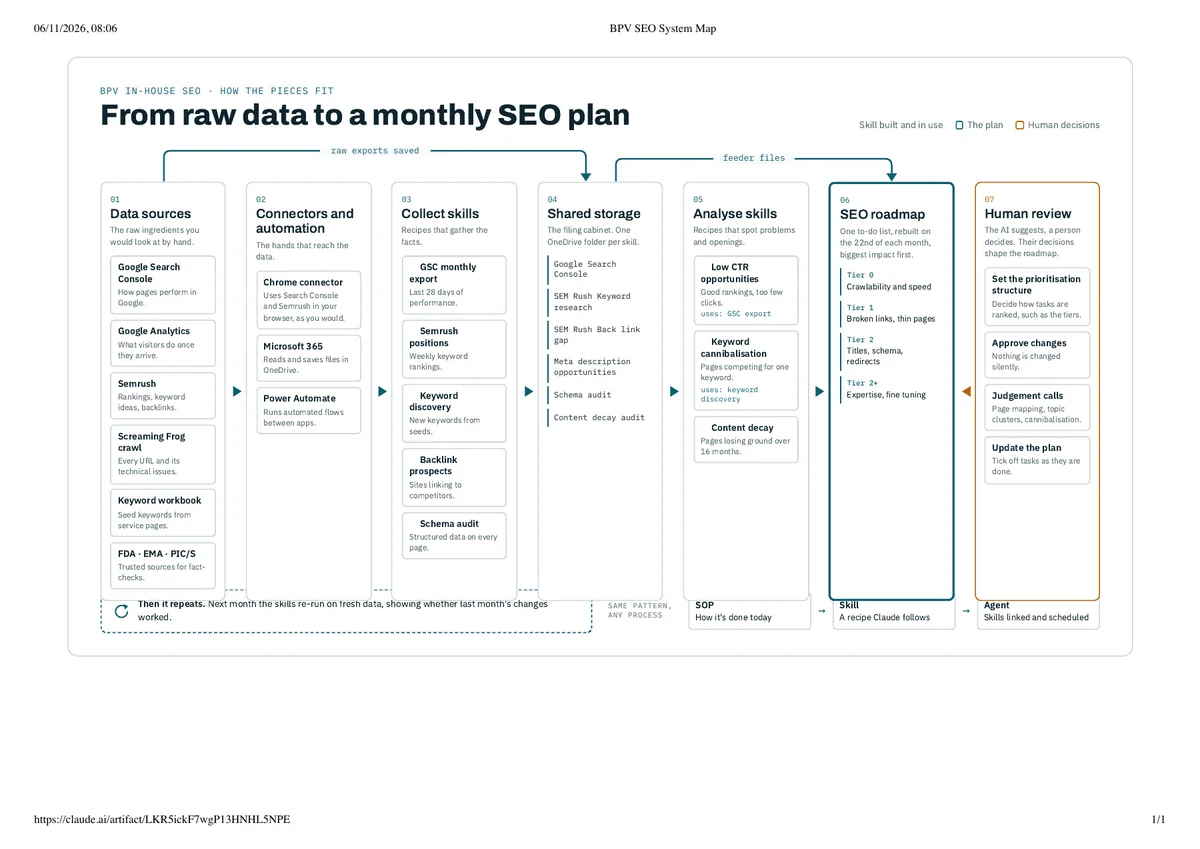 06/11/2026, 08:06
BPV SEO System Map
BPV IN-HOUSE SEO · HOW THE PIECES FIT
From raw data to a monthly SEO plan
Skill built and in use
The plan
Human decisions
raw exports saved
feeder files
01
Data sources
The raw ingredients you
would look at by hand.
Google Search
Console
How pages perform in
Google.
Google Analytics
What visitors do once
they arrive.
Semrush
Rankings, keyword
ideas, backlinks.
Screaming Frog
crawl
Every URL and its
technical issues.
Keyword workbook
Seed keywords from
service pages.
FDA · EMA · PIC/S
Trusted sources for fact-
checks.
02
Connectors and
automation
The hands that reach the
data.
Chrome connector
Uses Search Console
and Semrush in your
browser, as you would.
Microsoft 365
Reads and saves files in
OneDrive.
Power Automate
Runs automated flows
between apps.
03
Collect skills
Recipes that gather the
facts.
GSC monthly
export
Last 28 days of
performance.
Semrush
positions
Weekly keyword
rankings.
Keyword
discovery
New keywords from
seeds.
Backlink
prospects
Sites linking to
competitors.
Schema audit
Structured data on every
page.
04
Shared storage
The filing cabinet. One
OneDrive folder per skill.
Google Search
Console
SEM Rush Keyword
research
SEM Rush Back link
gap
Meta description
opportunities
Schema audit
Content decay audit
05
Analyse skills
Recipes that spot problems
and openings.
Low CTR
opportunities
Good rankings, too few
clicks.
uses: GSC export
Keyword
cannibalisation
Pages competing for one
keyword.
uses: keyword
discovery
Content decay
Pages losing ground over
16 months.
06
SEO roadmap
One to-do list, rebuilt on
the 22nd of each month,
biggest impact first.
Tier 0
Crawlability and speed
Tier 1
Broken links, thin pages
Tier 2
Titles, schema,
redirects
Tier 2+
Expertise, fine tuning
07
Human review
The AI suggests, a person
decides. Their decisions
shape the roadmap.
Set the prioritisation
structure
Decide how tasks are
ranked, such as the tiers.
Approve changes
Nothing is changed
silently.
Judgement calls
Page mapping, topic
clusters, cannibalisation.
Update the plan
Tick off tasks as they are
done.
Then it repeats. Next month the skills re-run on fresh data, showing whether last month's changes
worked.
SAME PATTERN,
ANY PROCESS
SOP
How it's done today
→
Skill
A recipe Claude follows
→
Agent
Skills linked and scheduled
https://claude.ai/artifact/LKR5ickF7wgP13HNHL5NPE
1/1